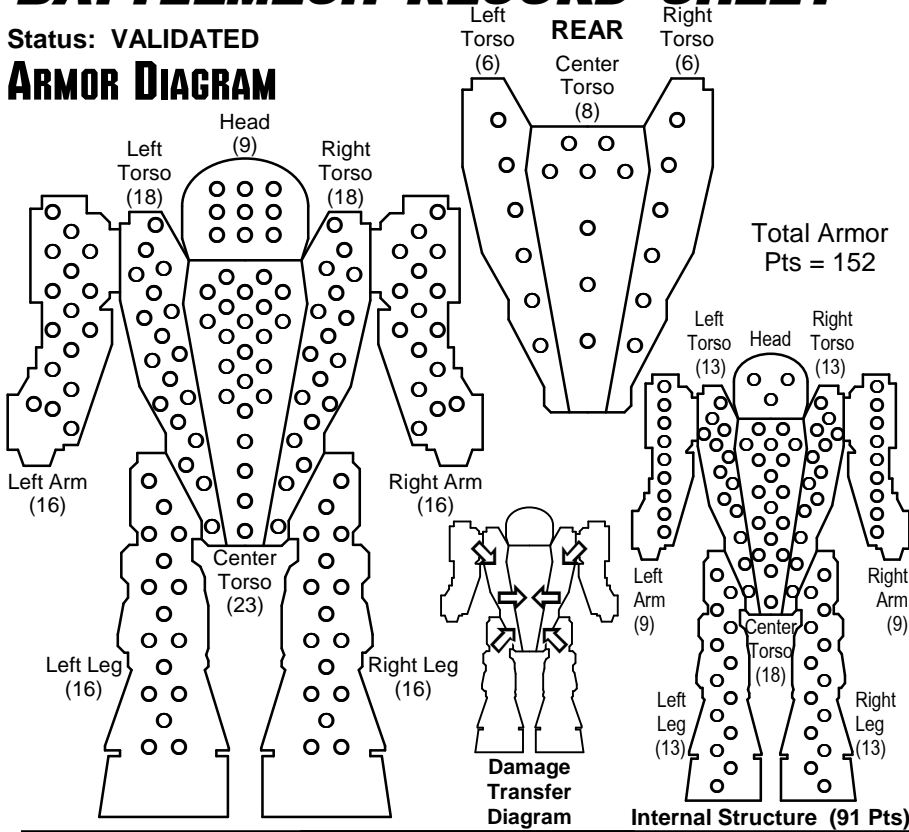 BATTLEMECH RECORD SHEET
Status: VALIDATED
ARMOR DIAGRAM
Head
(9)
Left
Torso
(18)
Right
Torso
(18)
Left Arm
(16)
Right Arm
(16)
Center
Torso
(23)
Left Leg
(16)
Right Leg
(16)
REAR
Left
Torso
(6)
Center
Torso
(8)
Right
Torso
(6)
Total Armor
Pts = 152
Damage
Transfer
Diagram
Left
Torso
(13)
Head
Right
Torso
(13)
Left
Arm
(9)
Right
Arm
(9)
Center
Torso
(18)
Left
Leg
(13)
Right
Leg
(13)
Internal Structure (91 Pts)